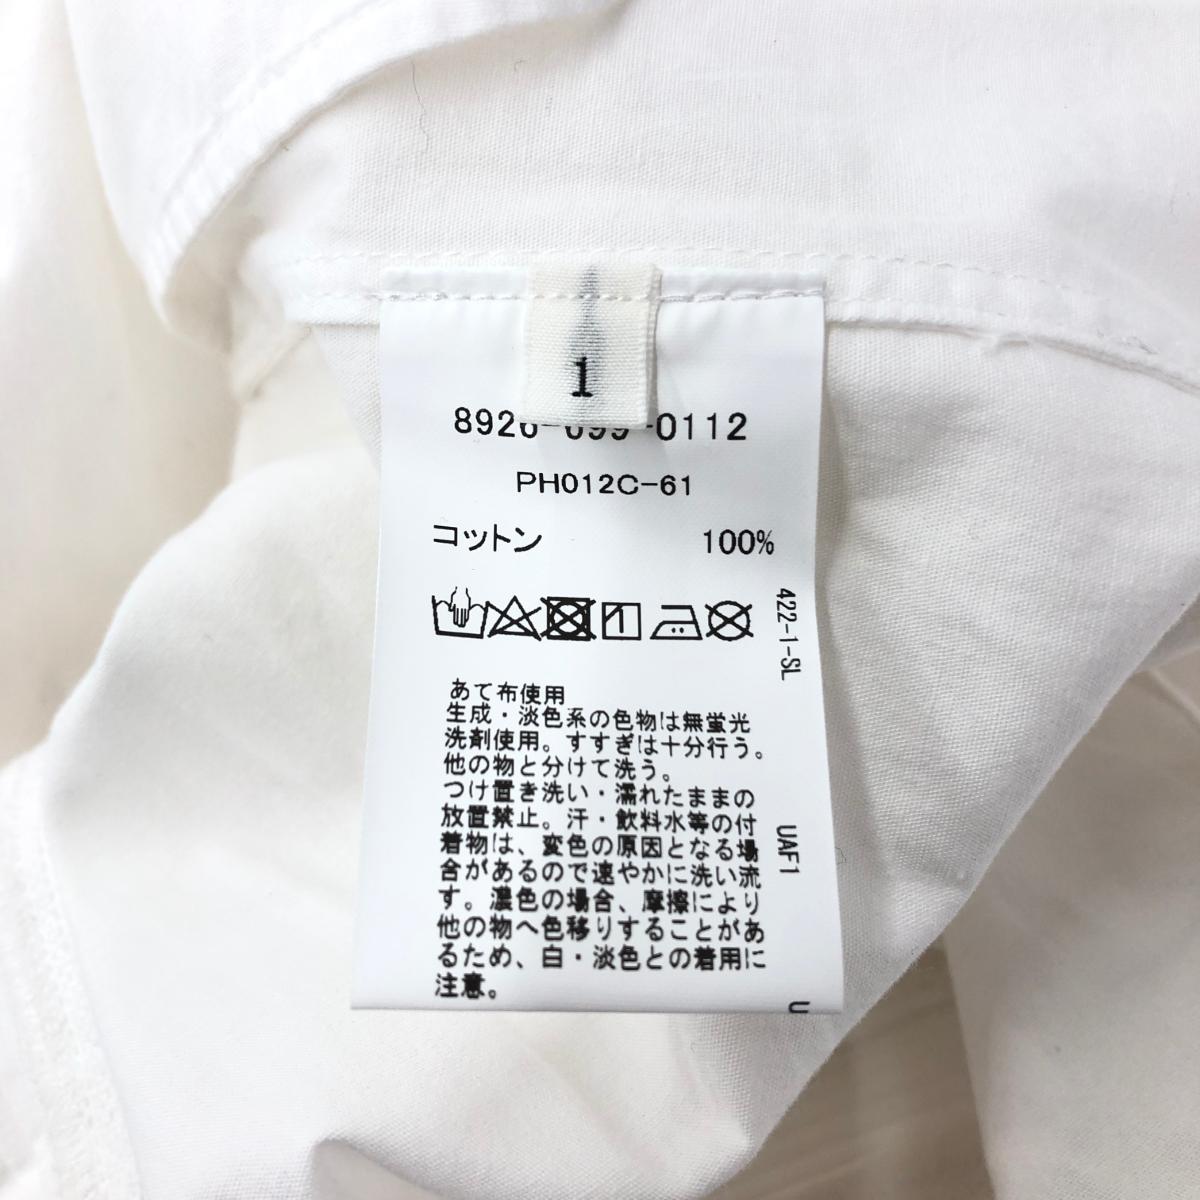 1
-0112
PH012C-61
コットン 100%
422-1-SL
あて布使用
生成・淡色系の色物は無蛍光
洗剤使用。すすぎは十分行う。
他の物と分けて洗う。
つけ置き洗い・濡れたままの
放置禁止。汗・飲料水等の付
着物は、変色の原因となる場
合があるので速やかに洗い流
す。濃色の場合、摩擦により
他の物へ色移りすることがあ
るため、白・淡色との着用に
注意。
UAF1
U